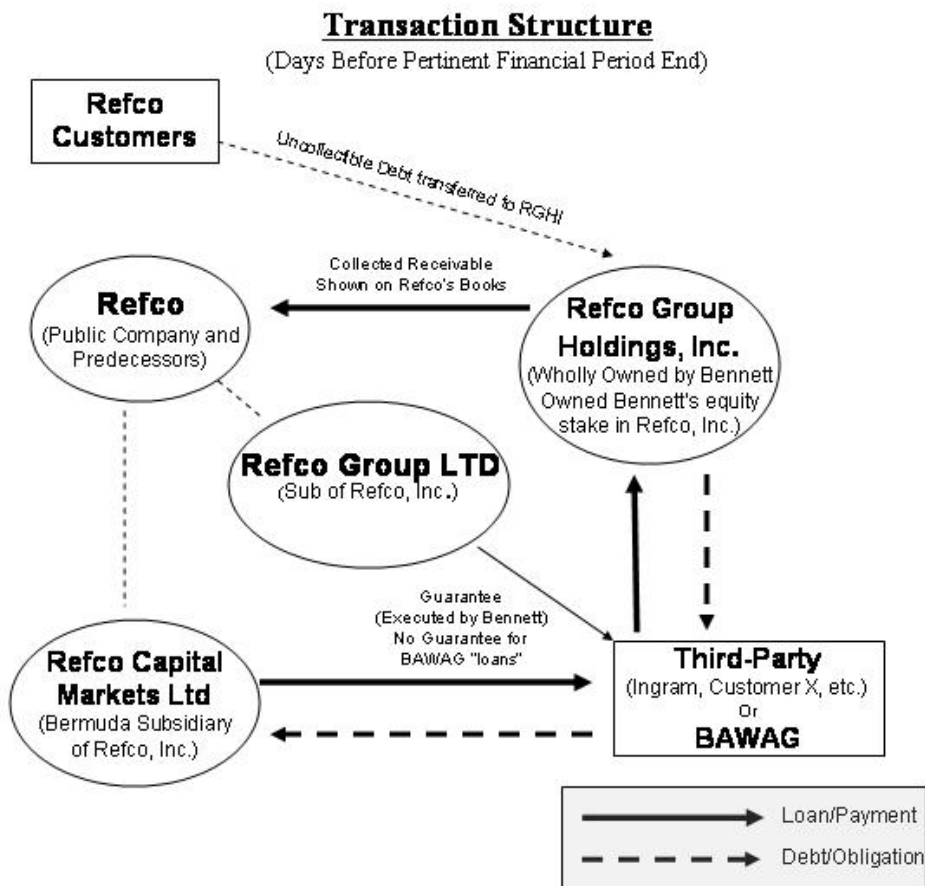 Transaction Structure
(Days Before Pertinent Financial Period End)
Refco
Customers
Uncollectible Debt transferred to RGHI
Collected Receivable
Shown on Refco's Books
Refco
(Public Company and
Predecessors)
Refco Group
Holdings, Inc.
(Wholly Owned by Bennett
Owned Bennett's equity
stake in Refco, Inc.)
Refco Group LTD
(Sub of Refco, Inc.)
Guarantee
(Executed by Bennett)
No Guarantee for
BAWAG "loans"
Refco Capital
Markets Ltd
(Bermuda Subsidiary
of Refco, Inc.)
Third-Party
(Ingram, Customer X, etc.)
Or
BAWAG
Loan/Payment
Debt/Obligation